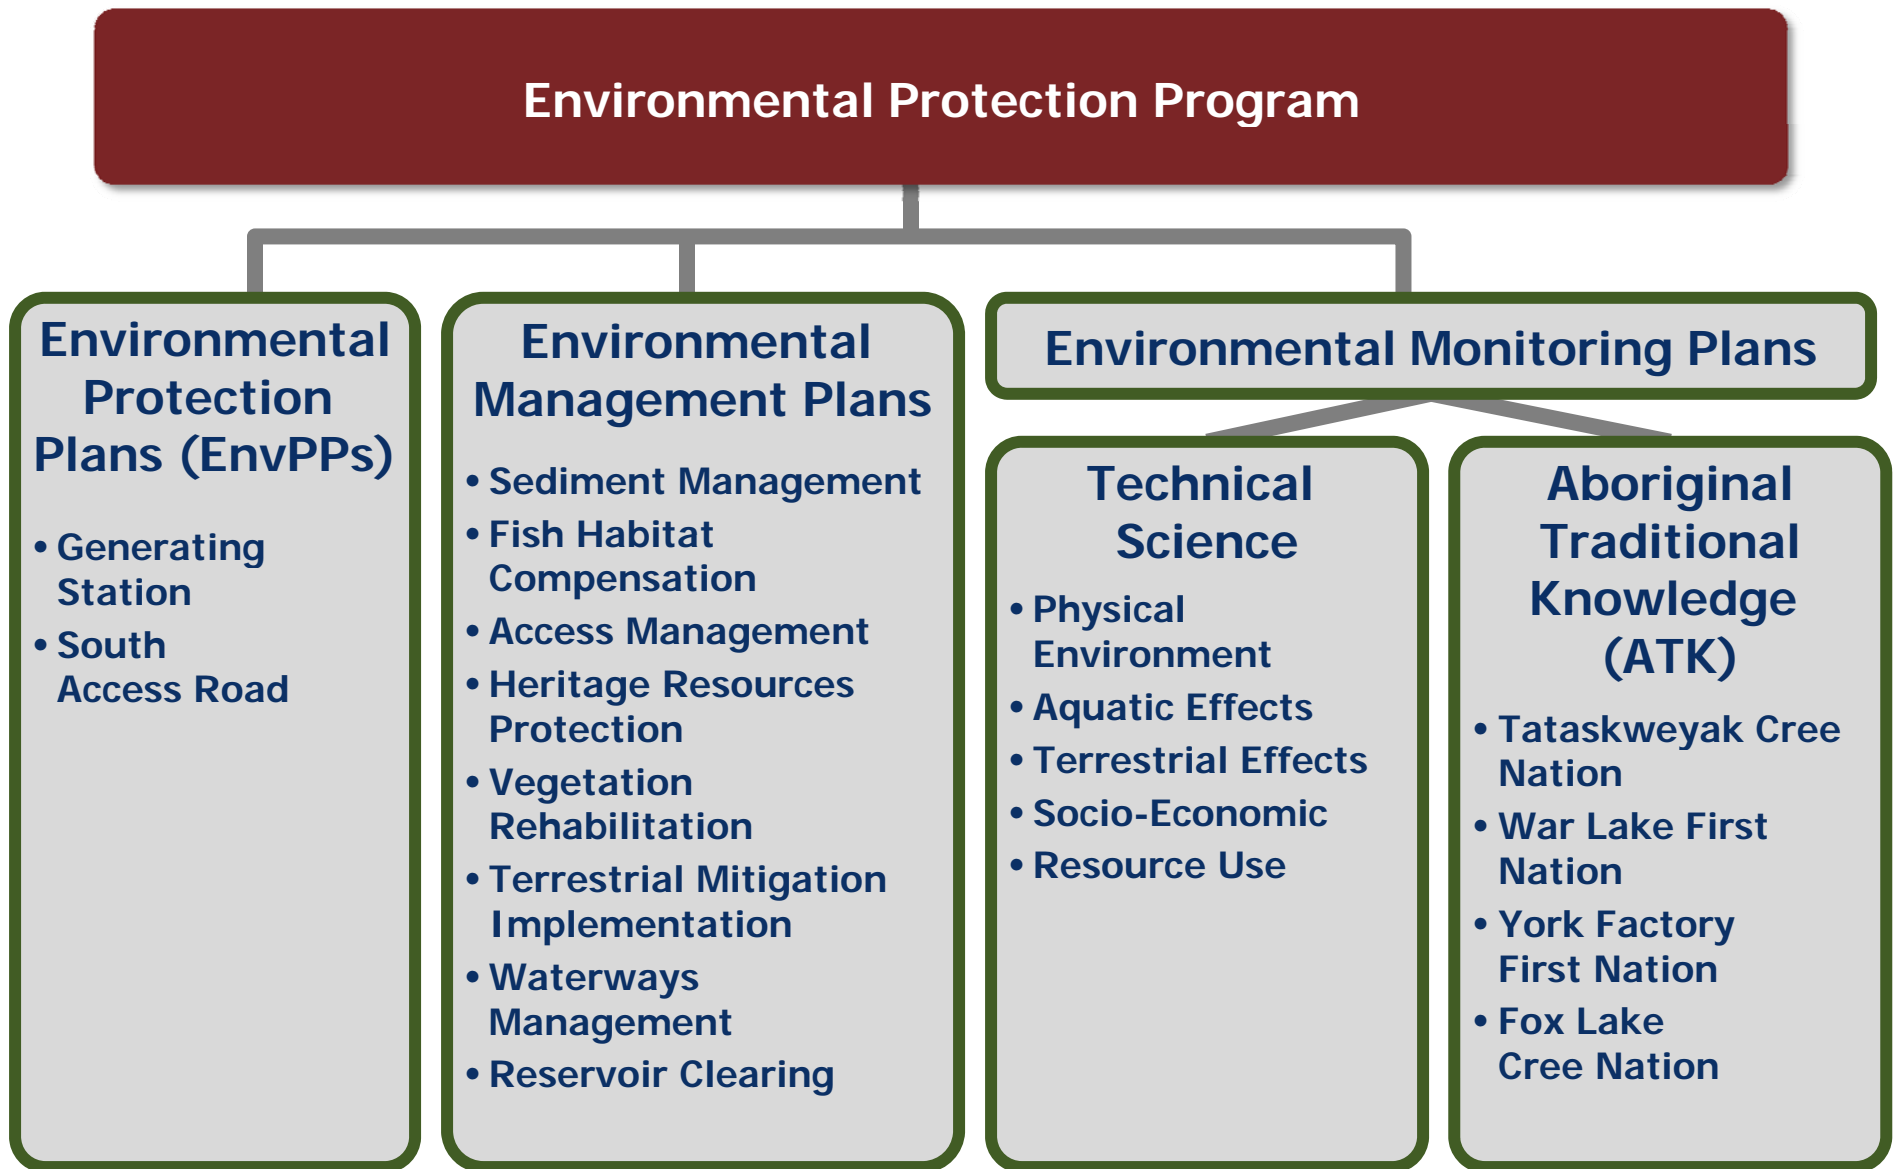 Environmental Protection Program
Environmental
Protection
Plans (EnvPPs)
• Generating
Station
• South
Access Road
Environmental
Management Plans
• Sediment Management
• Fish Habitat
Compensation
• Access Management
• Heritage Resources
Protection
• Vegetation
Rehabilitation
• Terrestrial Mitigation
Implementation
• Waterways
Management
• Reservoir Clearing
Environmental Monitoring Plans
Technical
Science
• Physical
Environment
• Aquatic Effects
• Terrestrial Effects
• Socio-Economic
• Resource Use
Aboriginal
Traditional
Knowledge
(ATK)
• Tataskweyak Cree
Nation
• War Lake First
Nation
• York Factory
First Nation
• Fox Lake
Cree Nation